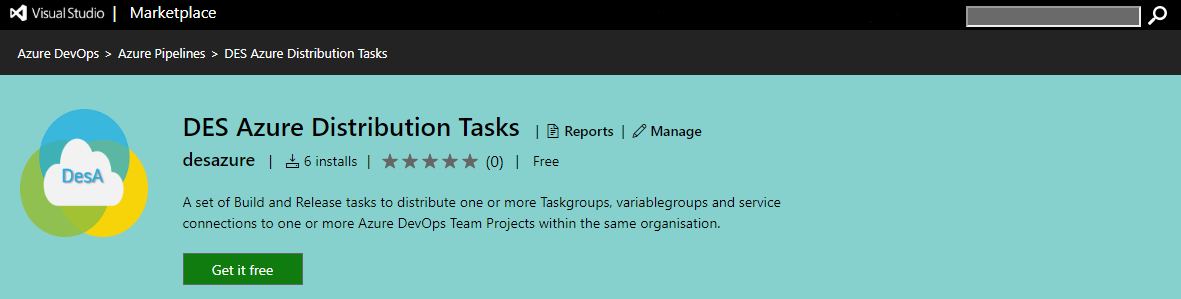 Visual Studio | Marketplace
Azure DevOps > Azure Pipelines > DES Azure Distribution Tasks
DesA
DES Azure Distribution Tasks | Reports | Manage
desazure | 6 installs | (0) | Free
A set of Build and Release tasks to distribute one or more Taskgroups, variablegroups and service
connections to one or more Azure DevOps Team Projects within the same organisation.
Get it free